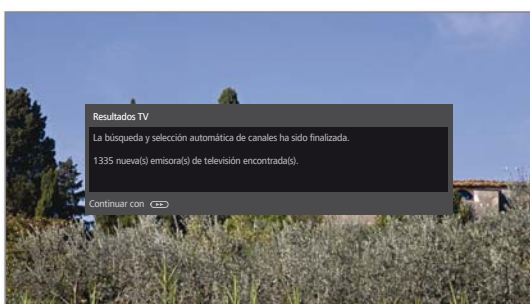 Resultados TV
La búsqueda y selección automática de canales ha sido finalizada.
1335 nueva(s) emisora(s) de televisión encontrada(s).
Continuar con